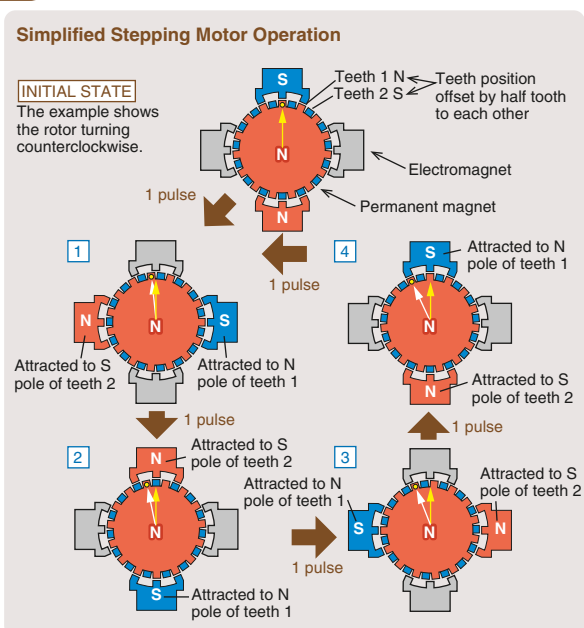 Simplified Stepping Motor Operation
INITIAL STATE
The example shows
the rotor turning
counterclockwise.
S
N
N
Teeth 1 N
Teeth 2 S
Teeth position
offset by half tooth
to each other
Electromagnet
Permanent magnet
1 pulse
1 pulse
1
N
N
S
Attracted to S
pole of teeth 2
Attracted to N
pole of teeth 1
1 pulse
2
N
N
S
Attracted to S
pole of teeth 2
Attracted to N
pole of teeth 1
1 pulse
3
Attracted to N
pole of teeth 1
S
N
N
Attracted to S
pole of teeth 2
1 pulse
4
S
N
N
Attracted to N
pole of teeth 1
Attracted to S
pole of teeth 2